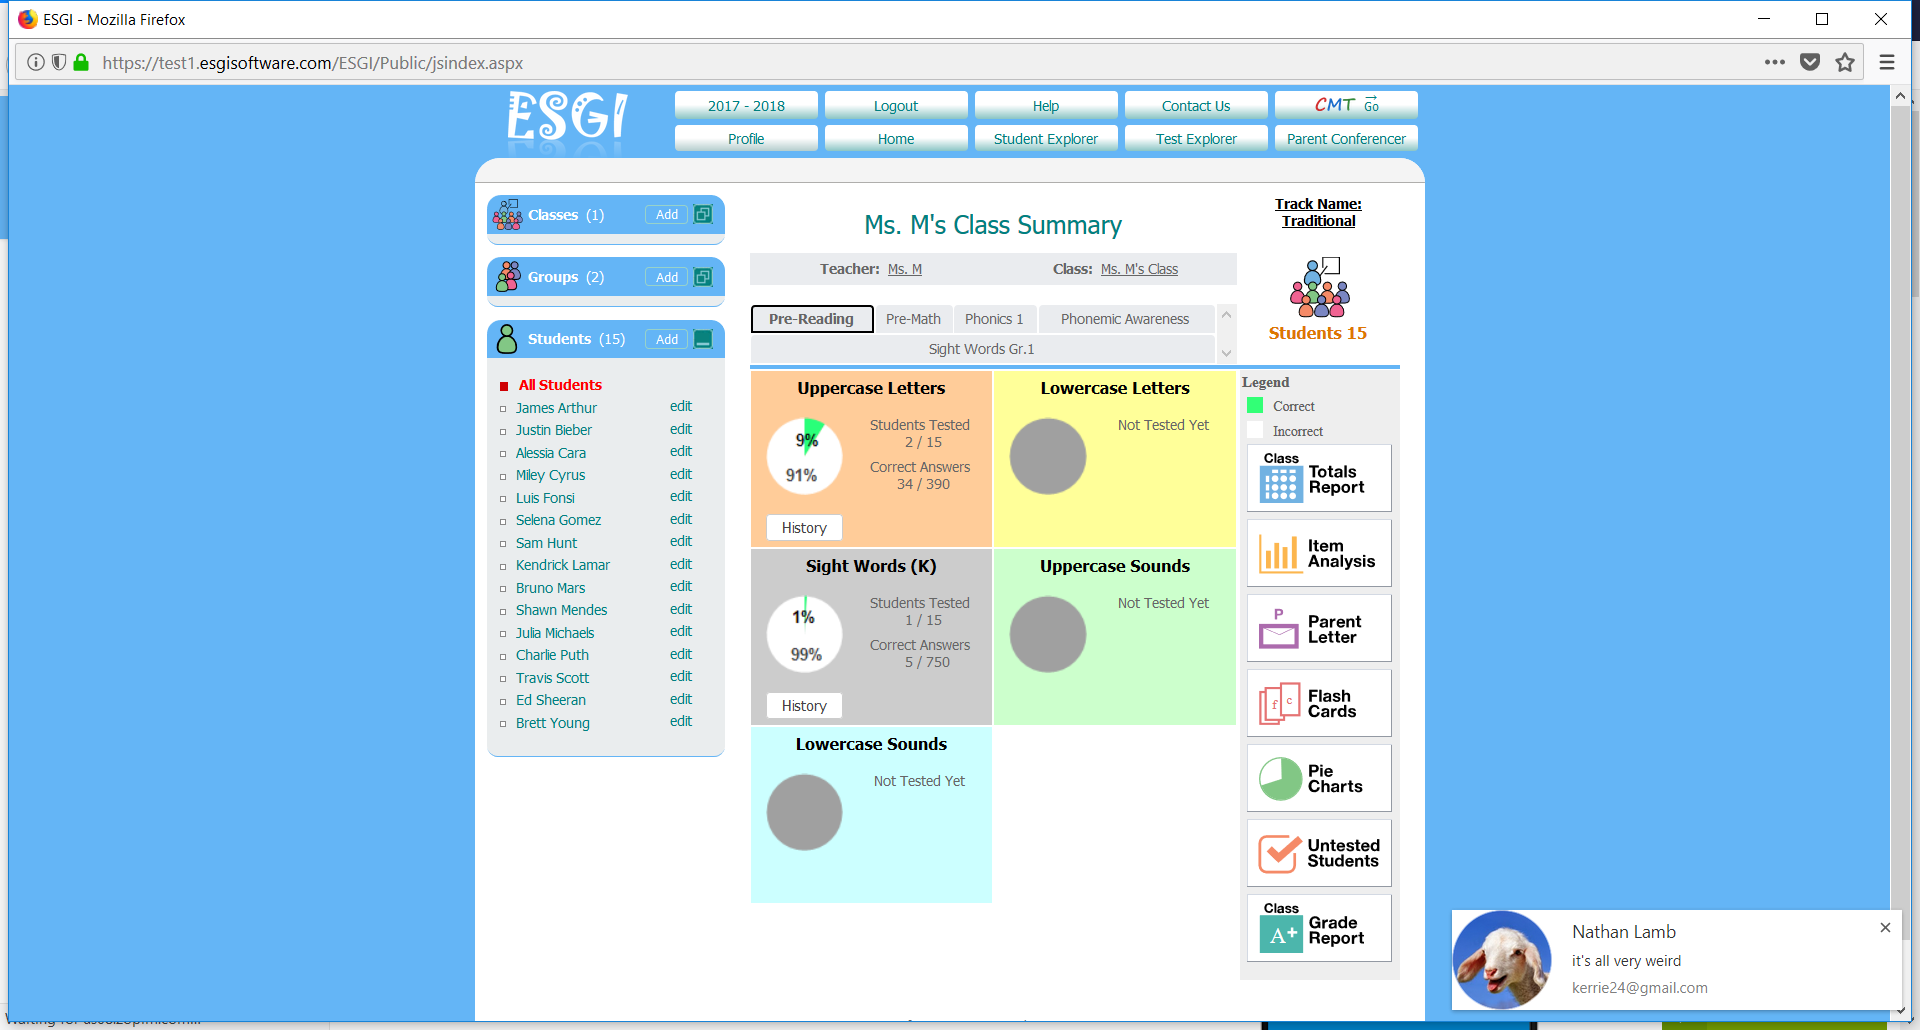 ESGI - Mozilla Firefox
https://test1.esgisoftware.com/ESGI/Public/jsindex.aspx
ESGI
2017 - 2018
Logout
Help
Contact Us
CMT Go
Profile
Home
Student Explorer
Test Explorer
Parent Conferencer
Classes (1)
Add
Groups (2)
Add
Students (15)
Add
All Students
James Arthur edit
Justin Bieber edit
Alessia Cara edit
Miley Cyrus edit
Luis Fonsi edit
Selena Gomez edit
Sam Hunt edit
Kendrick Lamar edit
Bruno Mars edit
Shawn Mendes edit
Julia Michaels edit
Charlie Puth edit
Travis Scott edit
Ed Sheeran edit
Brett Young edit
Ms. M's Class Summary
Teacher: Ms. M
Class: Ms. M's Class
Pre-Reading
Pre-Math
Phonics 1
Phonemic Awareness
Sight Words Gr.1
Track Name:
Traditional
Students 15
Uppercase Letters
9%
91%
Students Tested
2 / 15
Correct Answers
34 / 390
History
Lowercase Letters
Not Tested Yet
Sight Words (K)
1%
99%
Students Tested
1 / 15
Correct Answers
5 / 750
History
Uppercase Sounds
Not Tested Yet
Lowercase Sounds
Not Tested Yet
Legend
Correct
Incorrect
Class
Totals
Report
Item
Analysis
P
Parent
Letter
f c
Flash
Cards
Pie
Charts
Untested
Students
Class
A+
Grade
Report
Nathan Lamb
it's all very weird
kerrie24@gmail.com